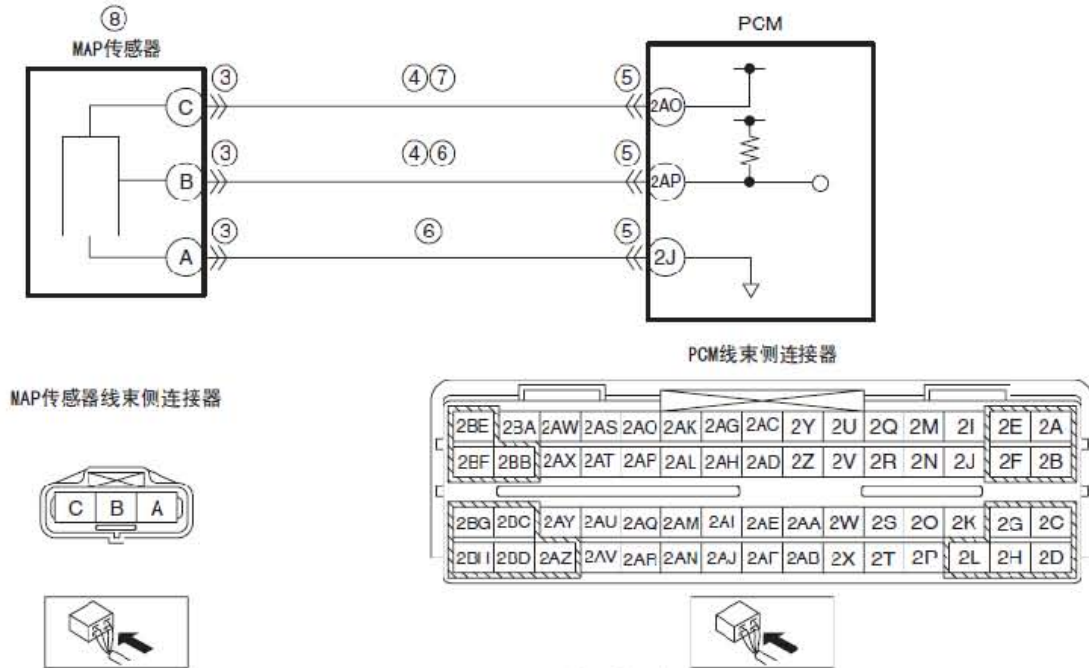 ⑧
MAP传感器
PCM
③ ④⑦ ⑤
C 2AO
③ ④⑥ ⑤
B 2AP
③ ⑥ ⑤
A 2J
PCM线束侧连接器
MAP传感器线束侧连接器
C B A
2BE 2BA 2AW 2AS 2AO 2AK 2AG 2AC 2Y 2U 2Q 2M 2I 2E 2A
2BF 2BB 2AX 2AT 2AP 2AL 2AH 2AD 2Z 2V 2R 2N 2J 2F 2B
2BG 2BC 2AY 2AU 2AQ 2AM 2AI 2AE 2AA 2W 2S 2O 2K 2G 2C
2BH 2BD 2AZ 2AV 2AR 2AN 2AJ 2AF 2AB 2X 2T 2P 2L 2H 2D